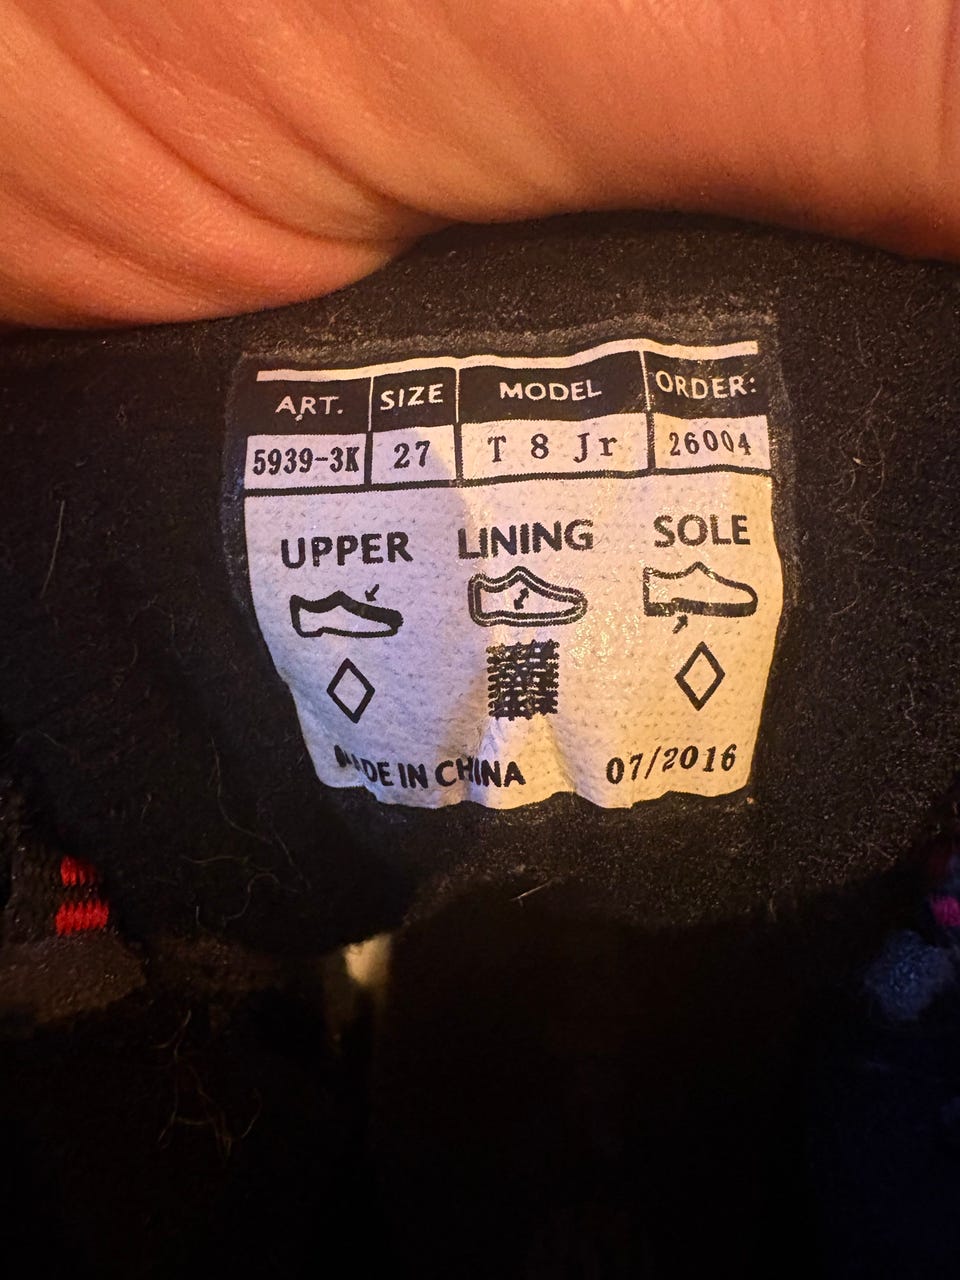 ART. SIZE MODEL ORDER:
5939-3K 27 T 8 Jr 26004
UPPER LINING SOLE
MADE IN CHINA 07/2016